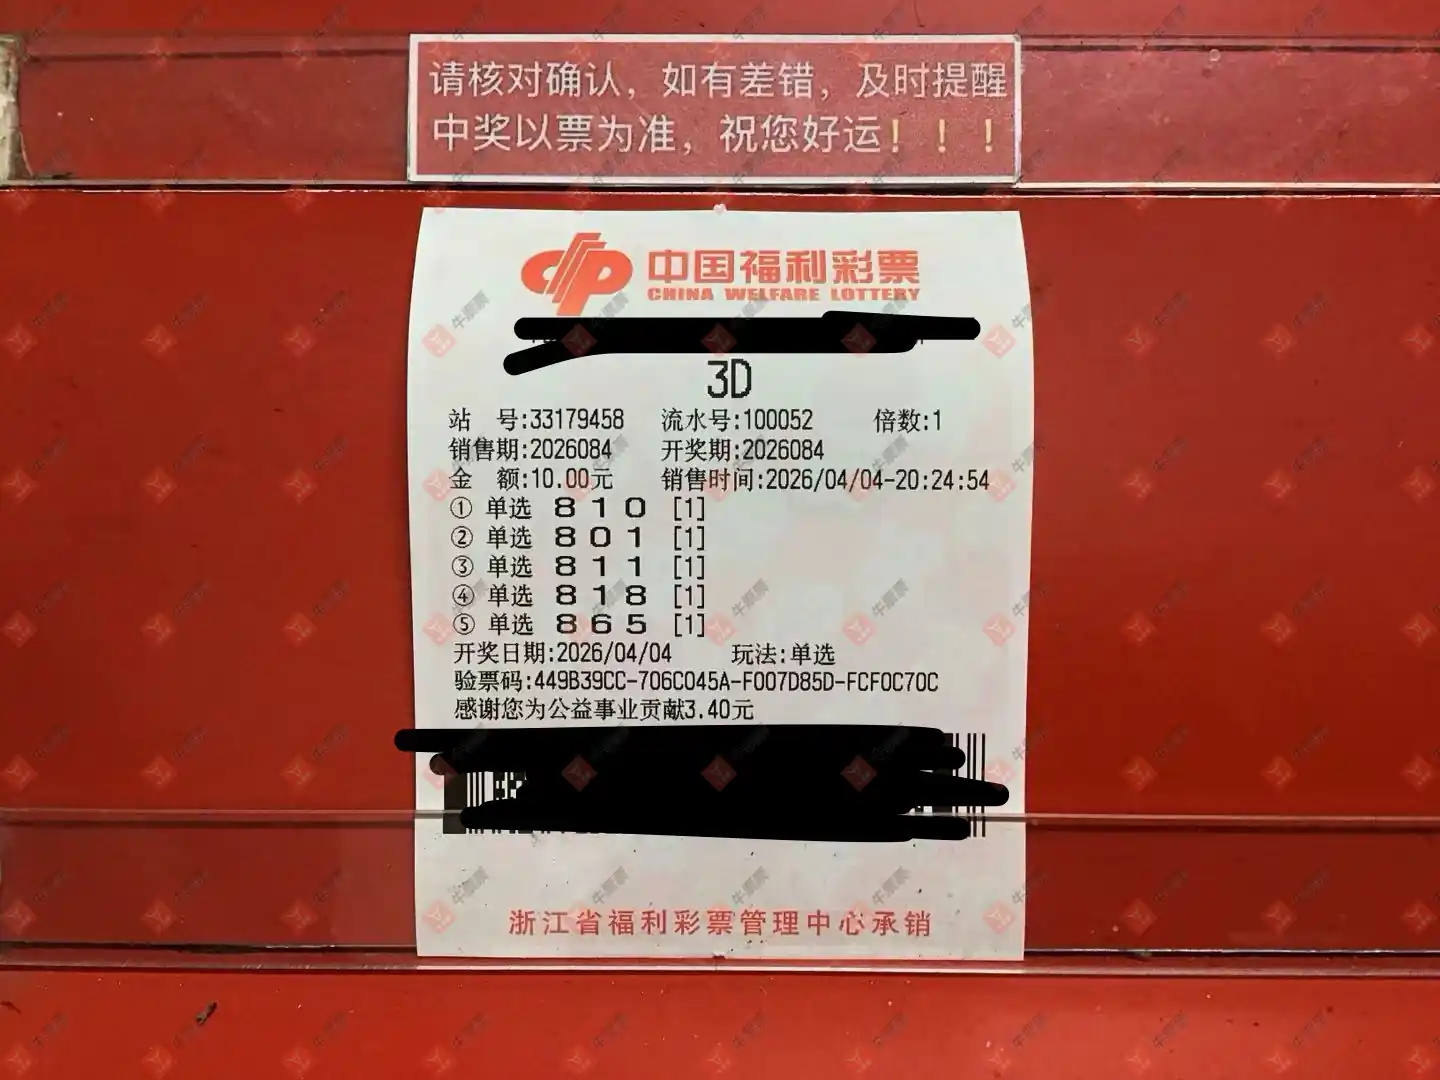 请核对确认，如有差错，及时提醒
中奖以票为准，祝您好运！！！
中国福利彩票
CHINA WELFARE LOTTERY
3D
站 号:33179458 流水号:100052 倍数:1
销售期:2026084 开奖期:2026084
金 额:10.00元 销售时间:2026/04/04-20:24:54
① 单选 8 1 0 [1]
② 单选 8 0 1 [1]
③ 单选 8 1 1 [1]
④ 单选 8 1 8 [1]
⑤ 单选 8 6 5 [1]
开奖日期:2026/04/04 玩法:单选
验票码:449B39CC-706C045A-F007D85D-FCF0C70C
感谢您为公益事业贡献3.40元
浙江省福利彩票管理中心承销